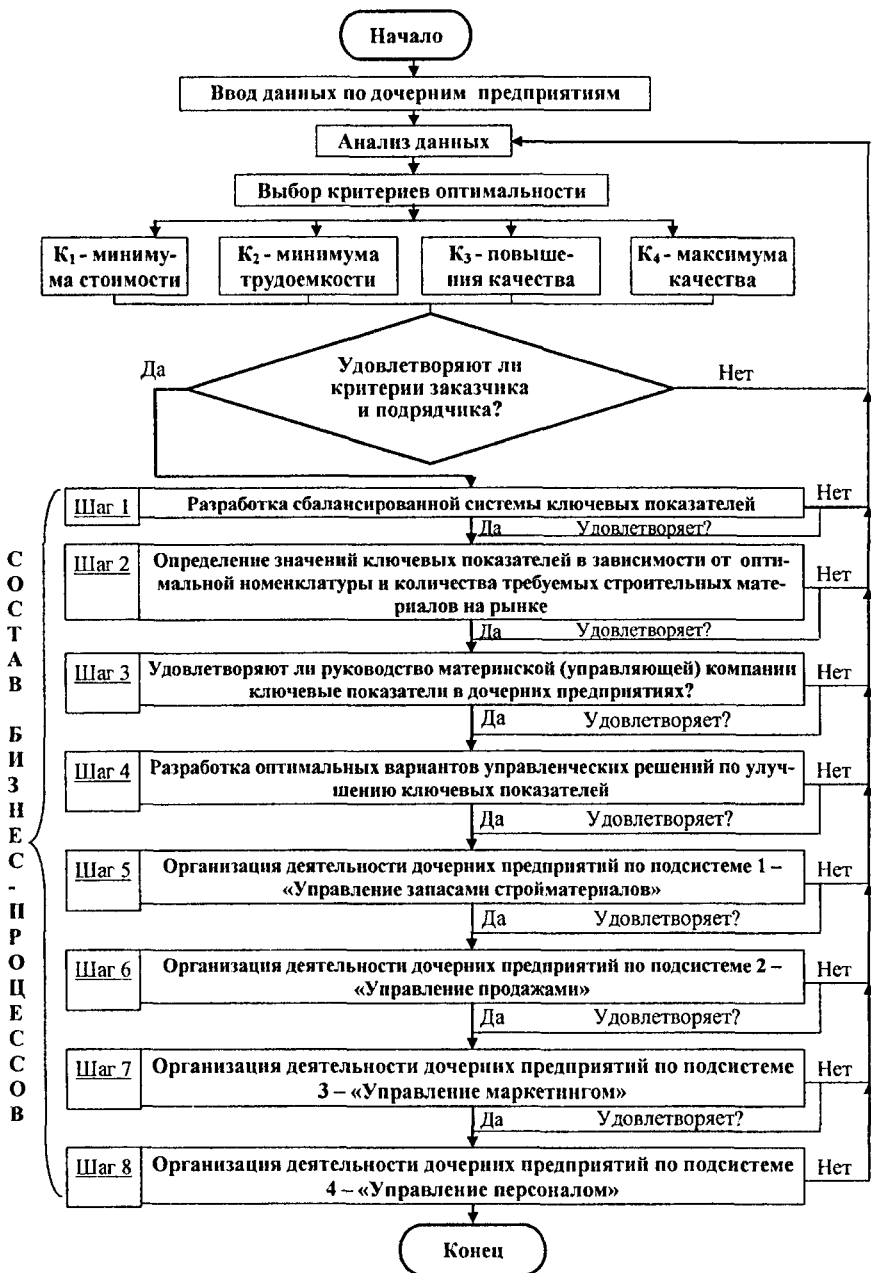 Начало
Ввод данных по дочерним предприятиям
Анализ данных
Выбор критериев оптимальности
К₁ - миниму-
ма стоимости
К₂ - минимума
трудоемкости
К₃ - повыше-
ния качества
К₄ - максимума
качества
Да
Удовлетворяют ли
критерии заказчика
и подрядчика?
Нет
СОСТАВ БИЗНЕС-ПРОЦЕССОВ
Шаг 1
Разработка сбалансированной системы ключевых показателей
Нет
Да Удовлетворяет?
Шаг 2
Определение значений ключевых показателей в зависимости от опти-
мальной номенклатуры и количества требуемых строительных мате-
риалов на рынке
Нет
Да Удовлетворяет?
Шаг 3
Удовлетворяют ли руководство материнской (управляющей) компании
ключевые показатели в дочерних предприятиях?
Нет
Да Удовлетворяет?
Шаг 4
Разработка оптимальных вариантов управленческих решений по улуч-
шению ключевых показателей
Нет
Да Удовлетворяет?
Шаг 5
Организация деятельности дочерних предприятий по подсистеме 1 –
«Управление запасами стройматериалов»
Нет
Да Удовлетворяет?
Шаг 6
Организация деятельности дочерних предприятий по подсистеме 2 –
«Управление продажами»
Нет
Да Удовлетворяет?
Шаг 7
Организация деятельности дочерних предприятий по подсистеме
3 – «Управление маркетингом»
Нет
Да Удовлетворяет?
Шаг 8
Организация деятельности дочерних предприятий по подсистеме
4 – «Управление персоналом»
Нет
Конец